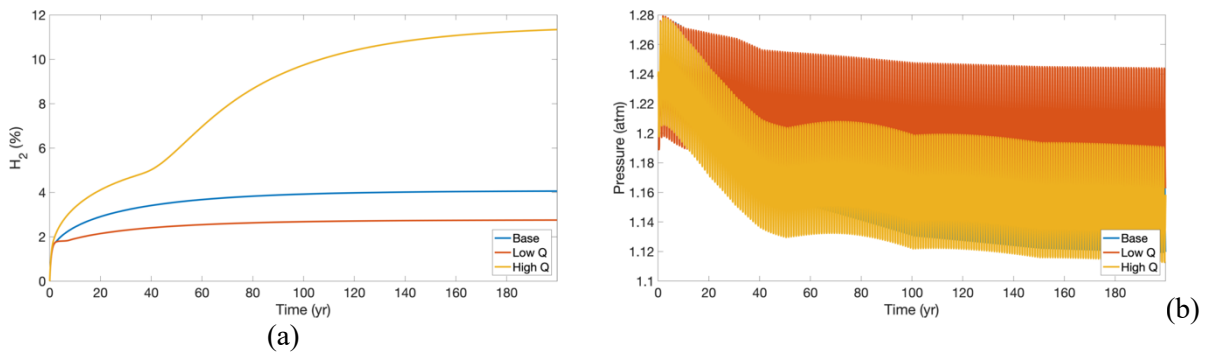 12
10
8
6
4
2
0
H2 (%)
0 20 40 60 80 100 120 140 160 180
Time (yr)
Base
Low Q
High Q
(a)
1.28
1.26
1.24
1.22
1.2
1.18
1.16
1.14
1.12
1.1
Pressure (atm)
0 20 40 60 80 100 120 140 160 180
Time (yr)
Base
Low Q
High Q
(b)